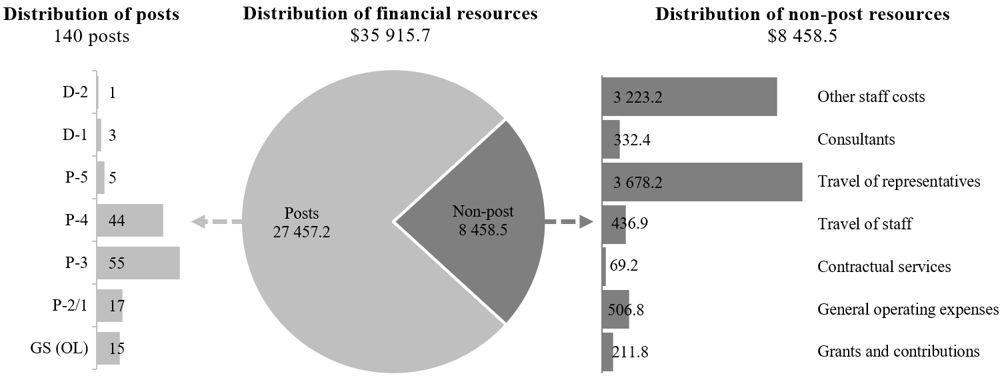 Distribution of posts
140 posts
D-2 1
D-1 3
P-5 5
P-4 44
P-3 55
P-2/1 17
GS (OL) 15
Distribution of financial resources
$35 915.7
Posts
27 457.2
Non-post
8 458.5
Distribution of non-post resources
$8 458.5
3 223.2 Other staff costs
332.4 Consultants
3 678.2 Travel of representatives
436.9 Travel of staff
69.2 Contractual services
506.8 General operating expenses
211.8 Grants and contributions